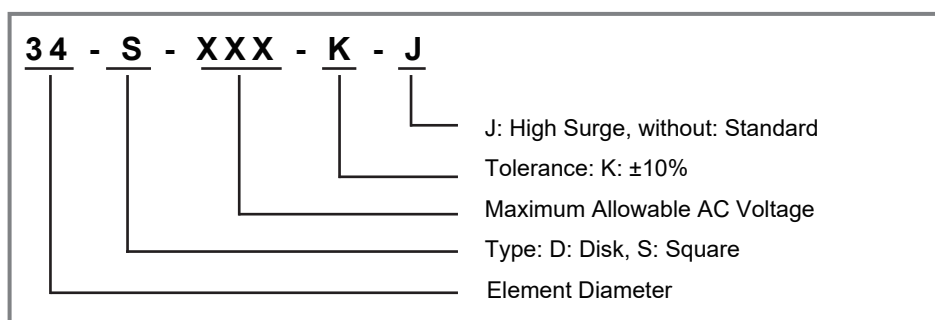 34 - S - XXX - K - J
J: High Surge, without: Standard
Tolerance: K: ±10%
Maximum Allowable AC Voltage
Type: D: Disk, S: Square
Element Diameter